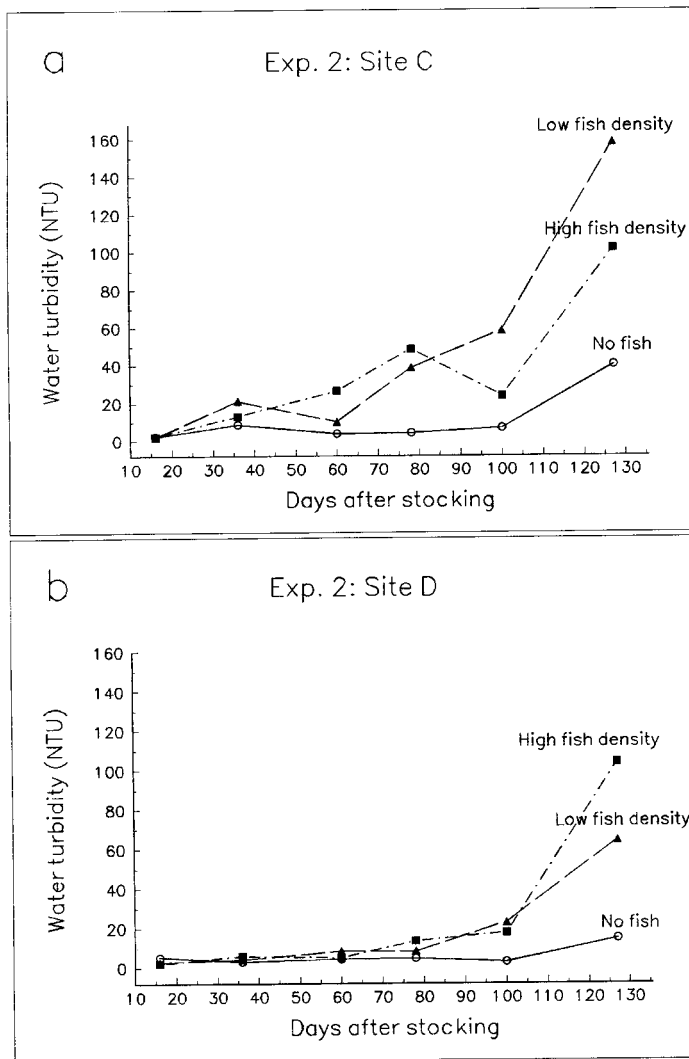 a
Exp. 2: Site C
Water turbidity (NTU)
160
140
120
100
80
60
40
20
0
Low fish density
High fish density
No fish
10 20 30 40 50 60 70 80 90 100 110 120 130
Days after stocking
b
Exp. 2: Site D
Water turbidity (NTU)
160
140
120
100
80
60
40
20
0
High fish density
Low fish density
No fish
10 20 30 40 50 60 70 80 90 100 110 120 130
Days after stocking